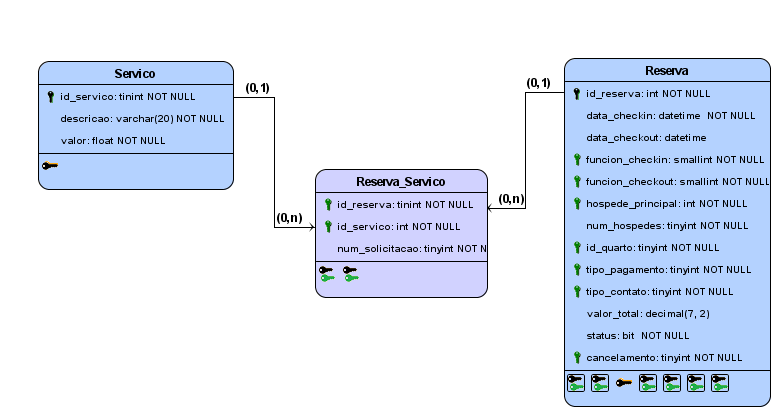 Servico
id_servico: tinint NOT NULL
descricao: varchar(20) NOT NULL
valor: float NOT NULL
(0,1)
(0,n)
Reserva_Servico
id_reserva: tinint NOT NULL
id_servico: int NOT NULL
num_solicitacao: tinyint NOT N
(0,1)
(0,n)
Reserva
id_reserva: int NOT NULL
data_checkin: datetime NOT NULL
data_checkout: datetime
funcion_checkin: smallint NOT NULL
funcion_checkout: smallint NOT NULL
hospede_principal: int NOT NULL
num_hospedes: tinyint NOT NULL
id_quarto: tinyint NOT NULL
tipo_pagamento: tinyint NOT NULL
tipo_contato: tinyint NOT NULL
valor_total: decimal(7, 2)
status: bit NOT NULL
cancelamento: tinyint NOT NULL